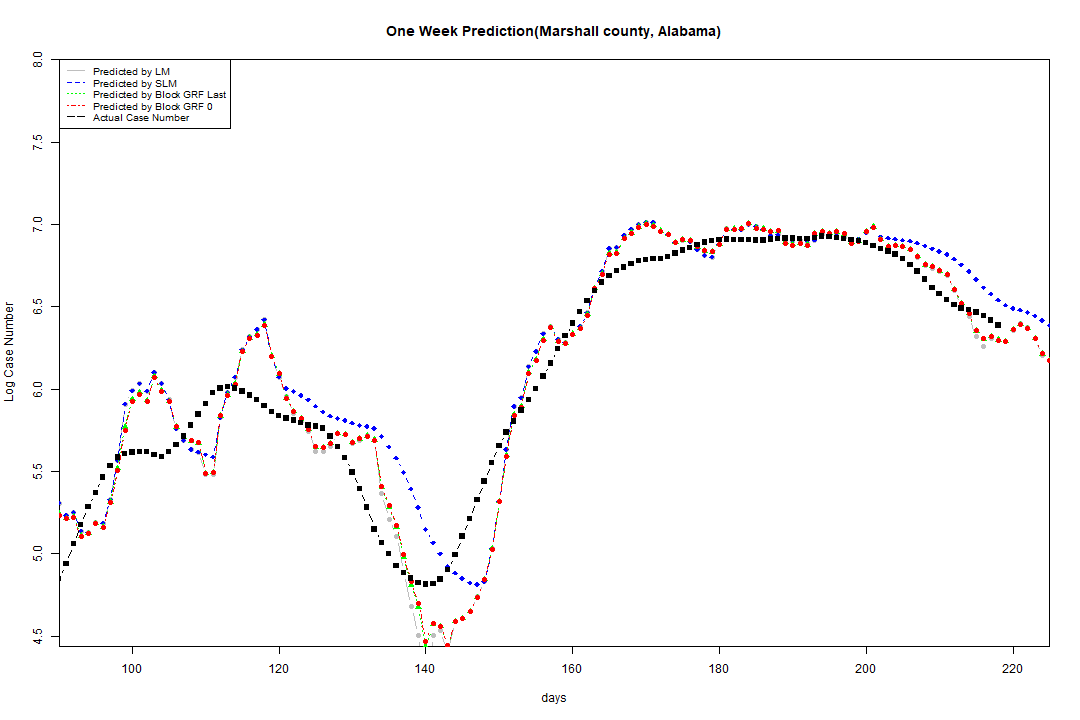 One Week Prediction(Marshall county, Alabama)
8.0
7.5
7.0
6.5
6.0
5.5
5.0
4.5
Log Case Number
Predicted by LM
Predicted by SLM
Predicted by Block GRF Last
Predicted by Block GRF 0
Actual Case Number
100 120 140 160 180 200 220
days